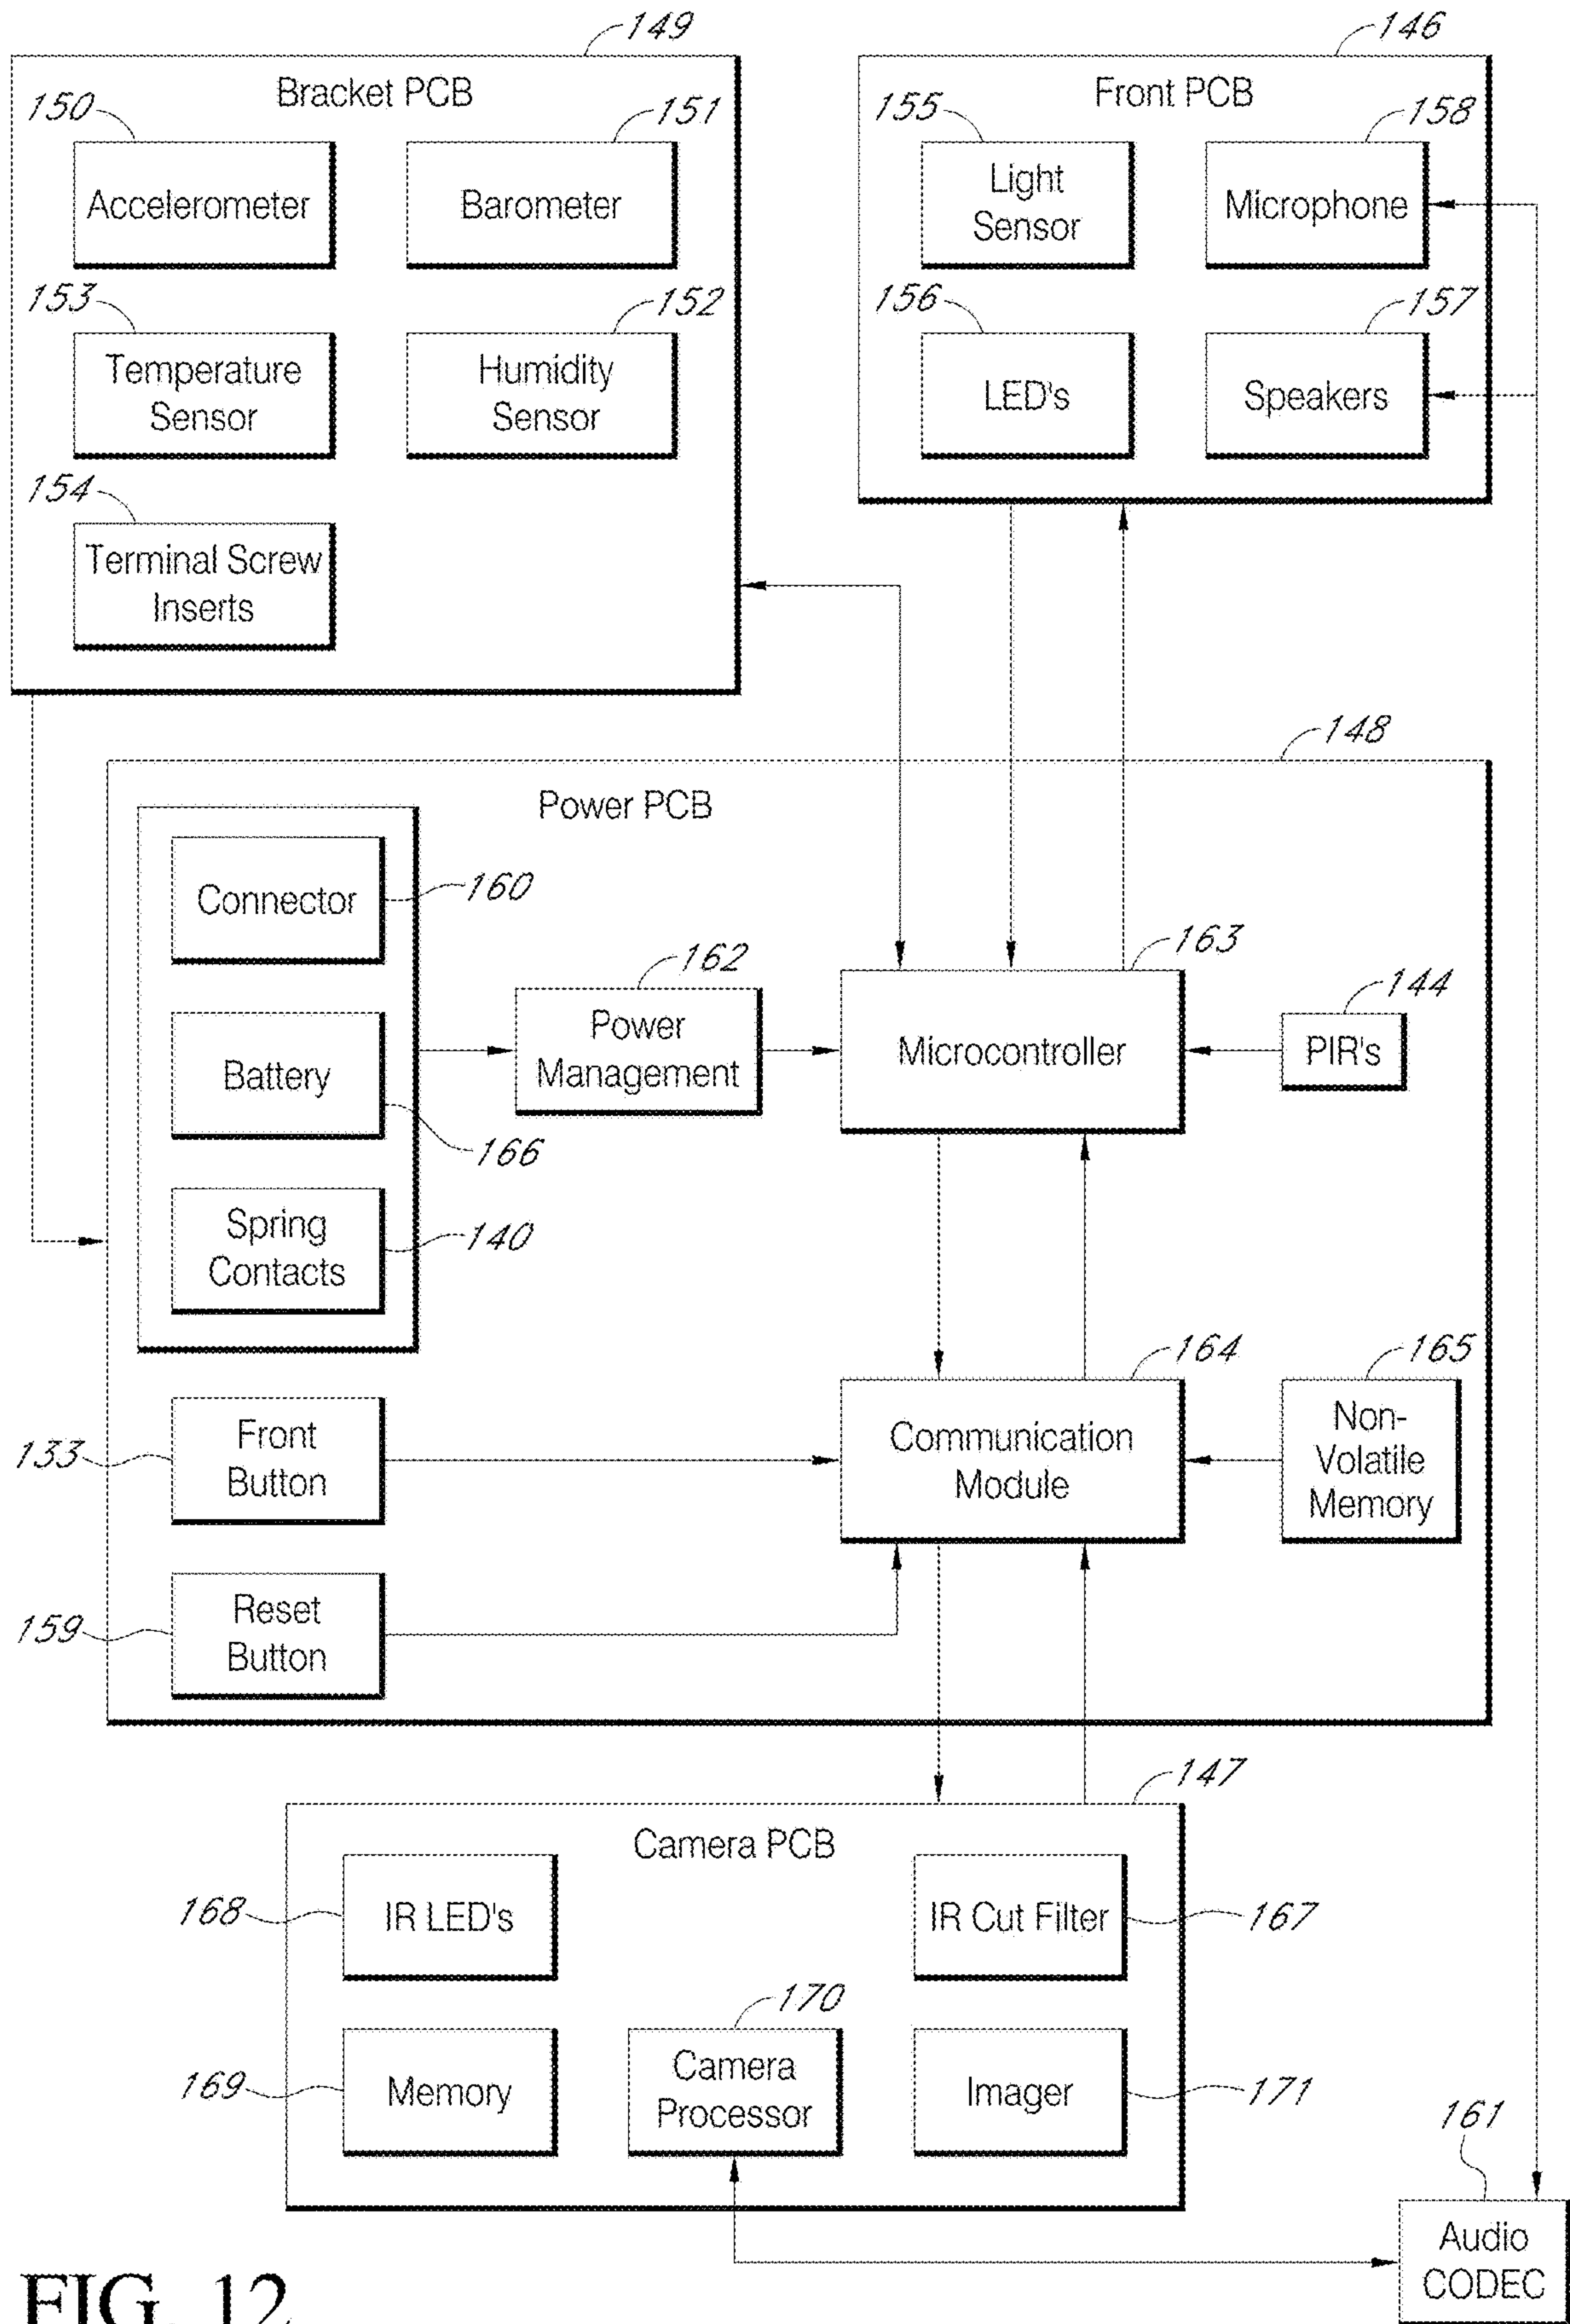 149
146
Bracket PCB
Front PCB
150
151
155
158
Accelerometer
Barometer
Light
Sensor
Microphone
153
152
156
157
Temperature
Sensor
Humidity
Sensor
LED's
Speakers
154
Terminal Screw
Inserts
148
Power PCB
Connector
160
162
163
144
Power
Management
Microcontroller
PIR's
Battery
166
Spring
Contacts
140
164
165
133
Front
Button
Communication
Module
Non-
Volatile
Memory
159
Reset
Button
147
Camera PCB
168
IR LED's
IR Cut Filter
167
170
169
Memory
Camera
Processor
Imager
171
161
Audio
CODEC
FIG. 12